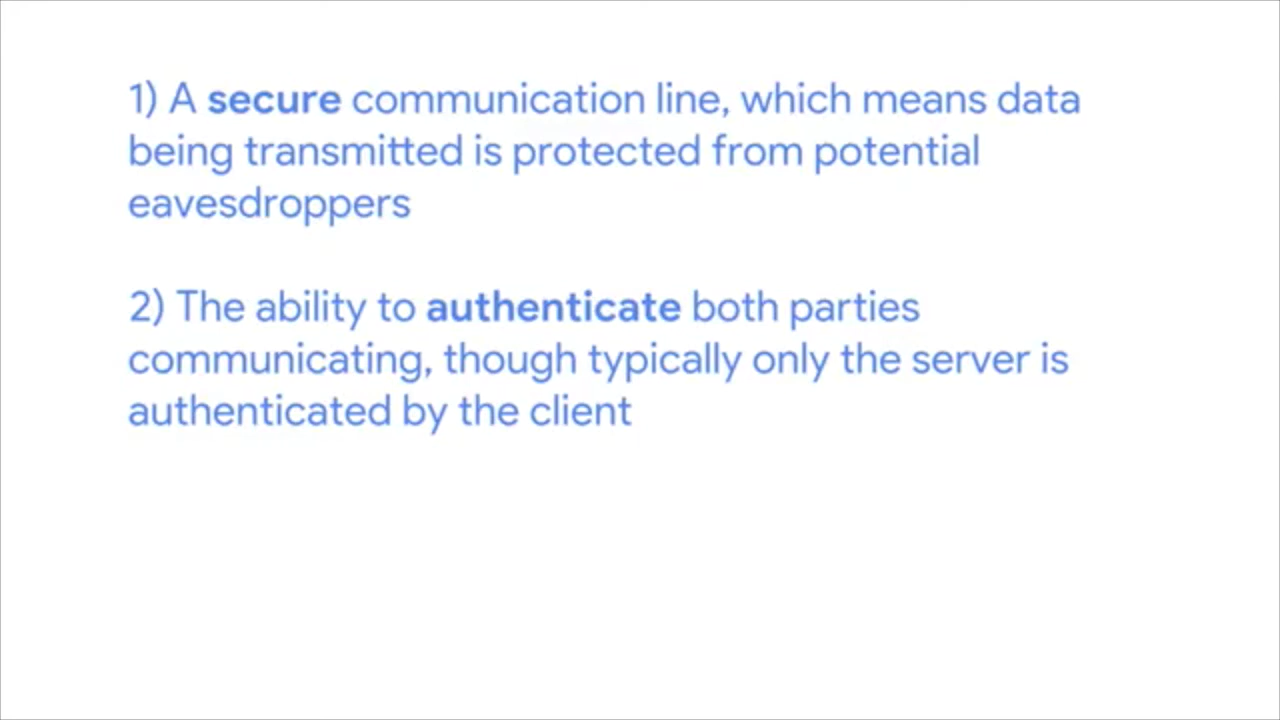 1) A secure communication line, which means data
being transmitted is protected from potential
eavesdroppers
2) The ability to authenticate both parties
communicating, though typically only the server is
authenticated by the client